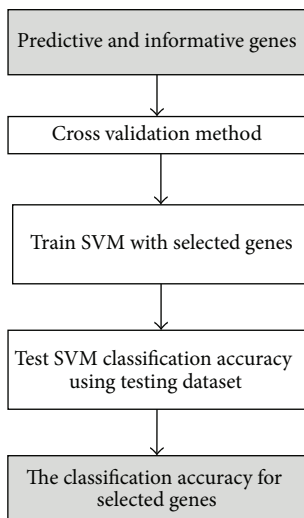 Predictive and informative genes
Cross validation method
Train SVM with selected genes
Test SVM classification accuracy
using testing dataset
The classification accuracy for
selected genes